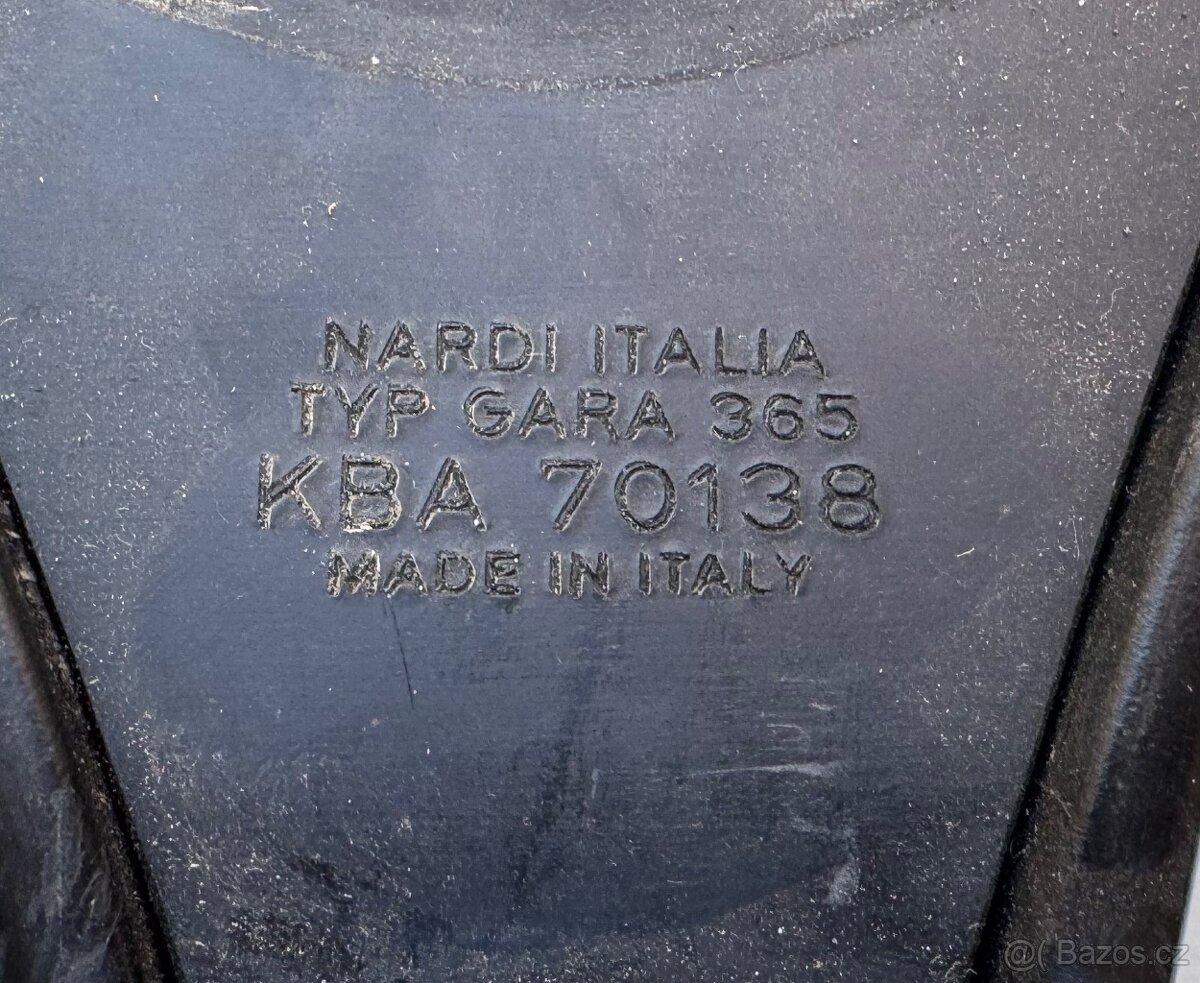 NARDI ITALIA
TYP GARA 365
KBA 70138
MADE IN ITALY
@( Bazos.cz